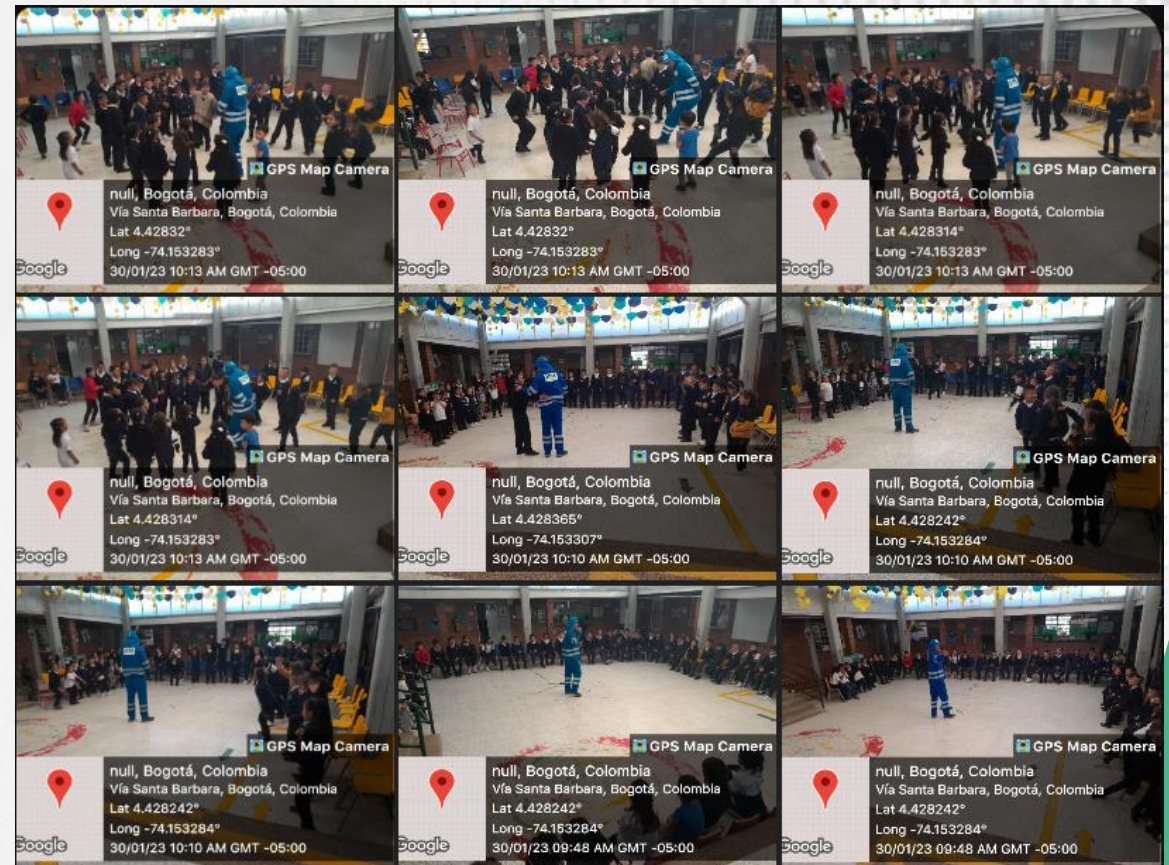 GPS Map Camera
null, Bogotá, Colombia
Vía Santa Barbara, Bogotá, Colombia
Lat 4.42832°
Long -74.153283°
30/01/23 10:13 AM GMT -05:00
Google
GPS Map Camera
null, Bogotá, Colombia
Vía Santa Barbara, Bogotá, Colombia
Lat 4.42832°
Long -74.153283°
30/01/23 10:13 AM GMT -05:00
Google
GPS Map Camera
null, Bogotá, Colombia
Vía Santa Barbara, Bogotá, Colombia
Lat 4.428314°
Long -74.153283°
30/01/23 10:13 AM GMT -05:00
Google
GPS Map Camera
null, Bogotá, Colombia
Vía Santa Barbara, Bogotá, Colombia
Lat 4.428314°
Long -74.153283°
30/01/23 10:13 AM GMT -05:00
Google
GPS Map Camera
null, Bogotá, Colombia
Vía Santa Barbara, Bogotá, Colombia
Lat 4.428365°
Long -74.153307°
30/01/23 10:10 AM GMT -05:00
Google
GPS Map Camera
null, Bogotá, Colombia
Vía Santa Barbara, Bogotá, Colombia
Lat 4.428242°
Long -74.153284°
30/01/23 10:10 AM GMT -05:00
Google
GPS Map Camera
null, Bogotá, Colombia
Vía Santa Barbara, Bogotá, Colombia
Lat 4.428242°
Long -74.153284°
30/01/23 10:10 AM GMT -05:00
Google
GPS Map Camera
null, Bogotá, Colombia
Vía Santa Barbara, Bogotá, Colombia
Lat 4.428242°
Long -74.153284°
30/01/23 09:48 AM GMT -05:00
Google
GPS Map Camera
null, Bogotá, Colombia
Vía Santa Barbara, Bogotá, Colombia
Lat 4.428242°
Long -74.153284°
30/01/23 09:48 AM GMT -05:00
Google